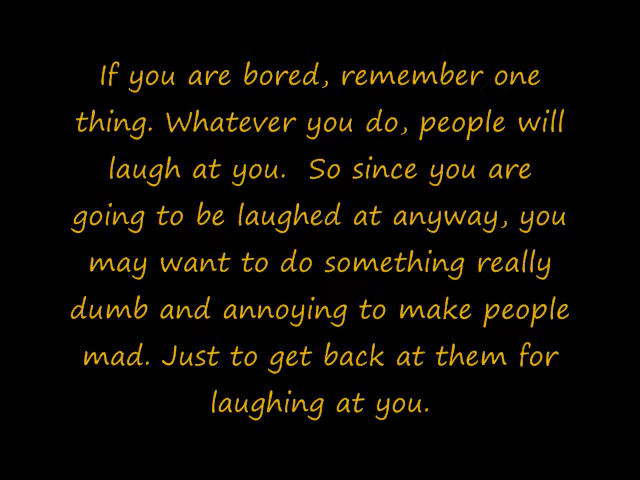 If you are bored, remember one
thing. Whatever you do, people will
laugh at you.  So since you are
going to be laughed at anyway, you
may want to do something really
dumb and annoying to make people
mad. Just to get back at them for
laughing at you.